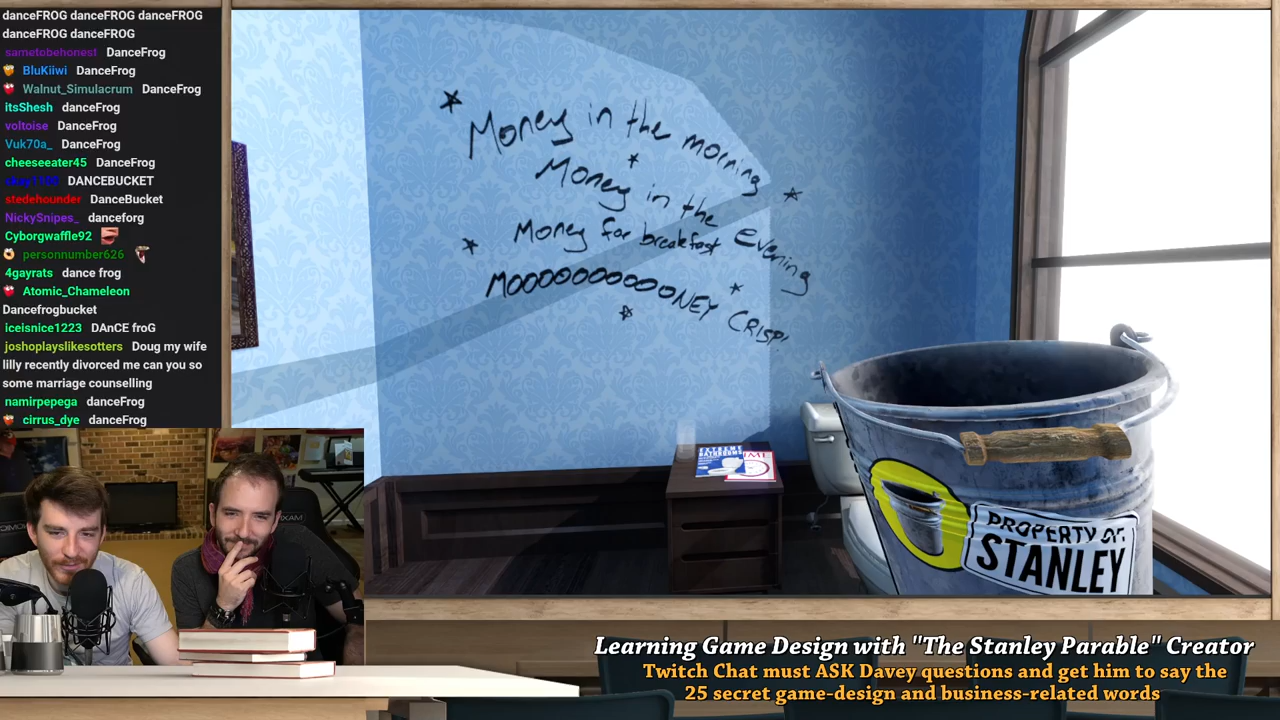 danceFROG danceFROG danceFROG
danceFROG danceFROG
sametobehonest DanceFrog
BluKiiwi DanceFrog
Walnut_Simulacrum DanceFrog
itsShesh danceFrog
voltoise DanceFrog
Vuk70a_ DanceFrog
cheeseeater45 DanceFrog
DANCEBUCKET
stedehounder DanceBucket
NickySnipes_ danceforg
Cyborgwaffle92
personnumber626
4gayrats dance frog
Atomic_Chameleon
Dancefrogbucket
iceisnice1223 DAnCE froG
joshoplayslikesotters Doug my wife
lilly recently divorced me can you so
some marriage counselling
namirpepega danceFrog
cirrus_dye danceFrog
Money in the morning
Money in the Evening
Money for breakfast
MOOOOOOOOOONEY CRISP!
EXTREME
BATHROOMS
PROPERTY OF:
STANLEY
Learning Game Design with "The Stanley Parable" Creator
Twitch Chat must ASK Davey questions and get him to say the
25 secret game-design and business-related words